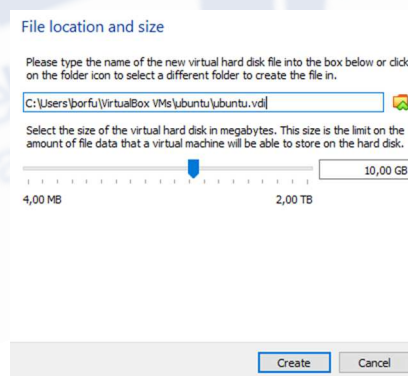 File location and size
Please type the name of the new virtual hard disk file into the box below or click
on the folder icon to select a different folder to create the file in.
C:\Users\borfu\VirtualBox VMs\ubuntu\ubuntu.vdi
Select the size of the virtual hard disk in megabytes. This size is the limit on the
amount of file data that a virtual machine will be able to store on the hard disk.
10,00 GB
4,00 MB 2,00 TB
Create Cancel